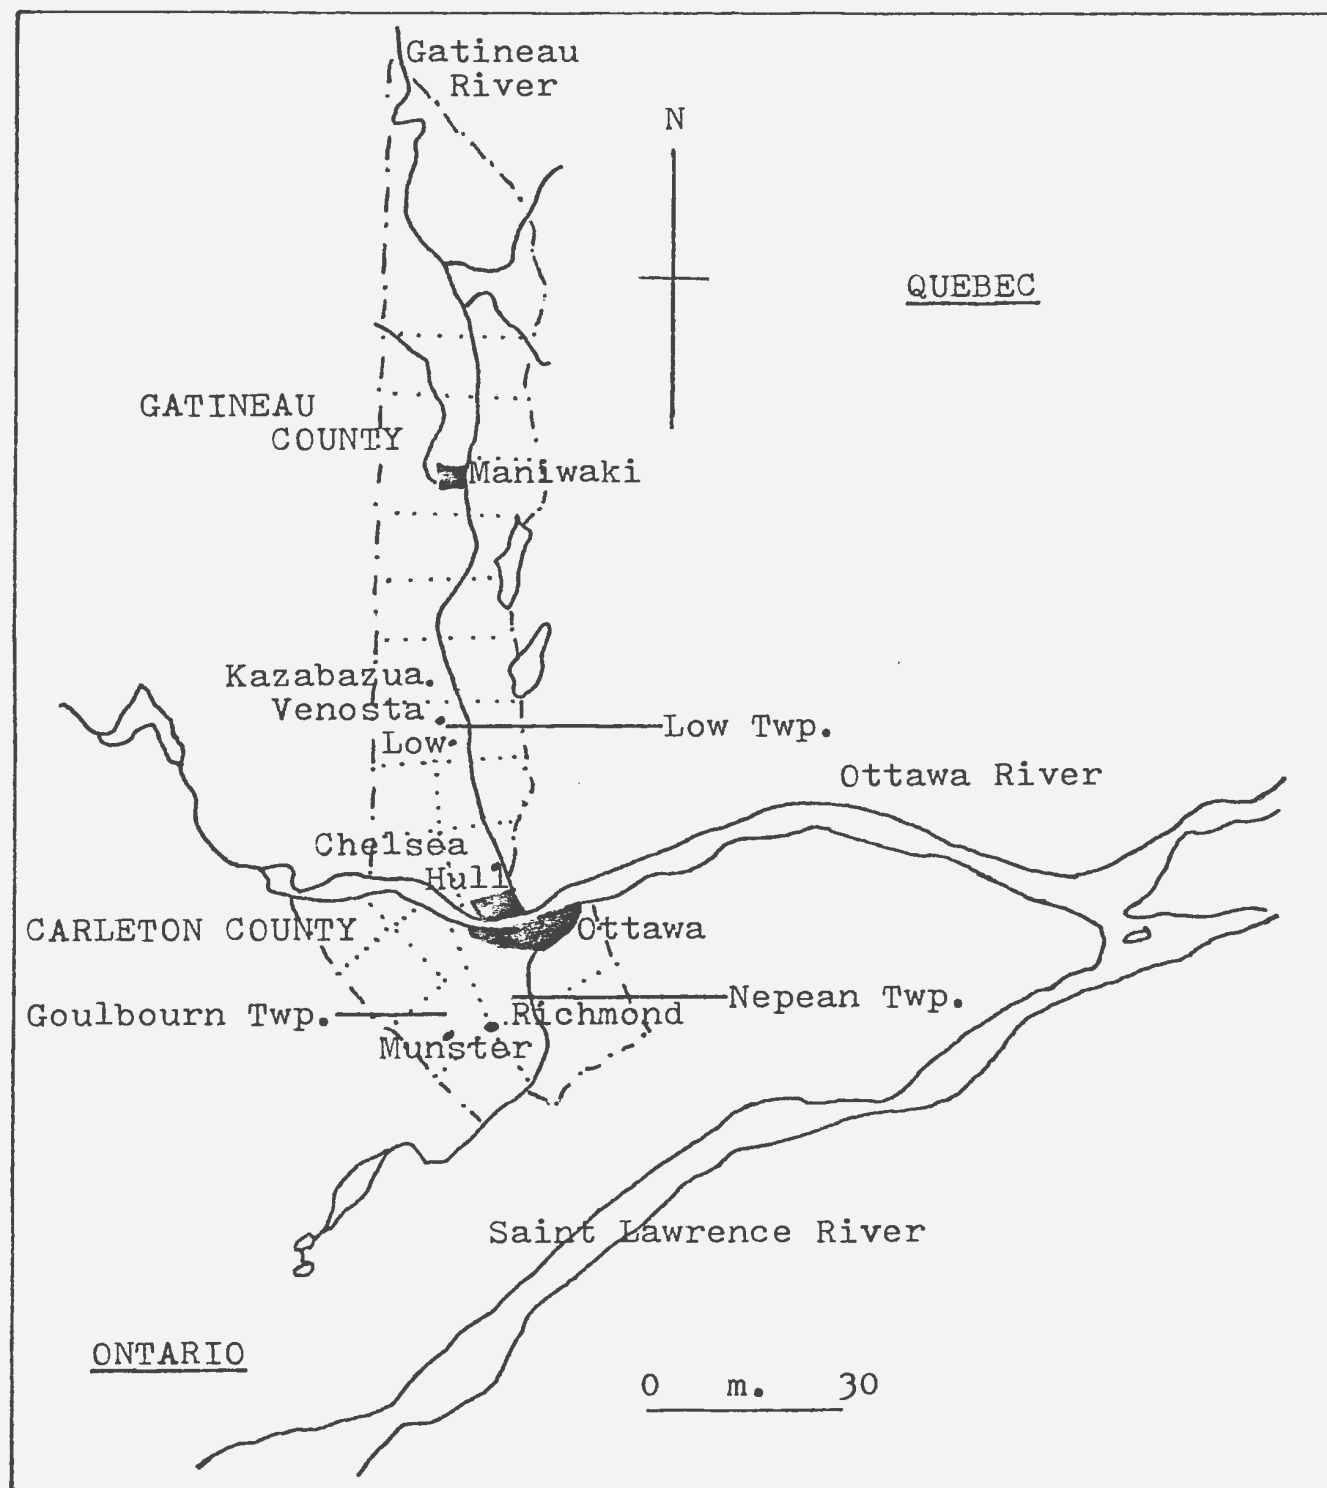 Gatineau
River
N
QUEBEC
GATINEAU
COUNTY
Maniwaki
Kazabazua
Venosta
Low Twp.
Low
Ottawa River
Chelsea
Hull
CARLETON COUNTY
Ottawa
Nepean Twp.
Goulbourn Twp.
Richmond
Munster
Saint Lawrence River
ONTARIO
0 m. 30